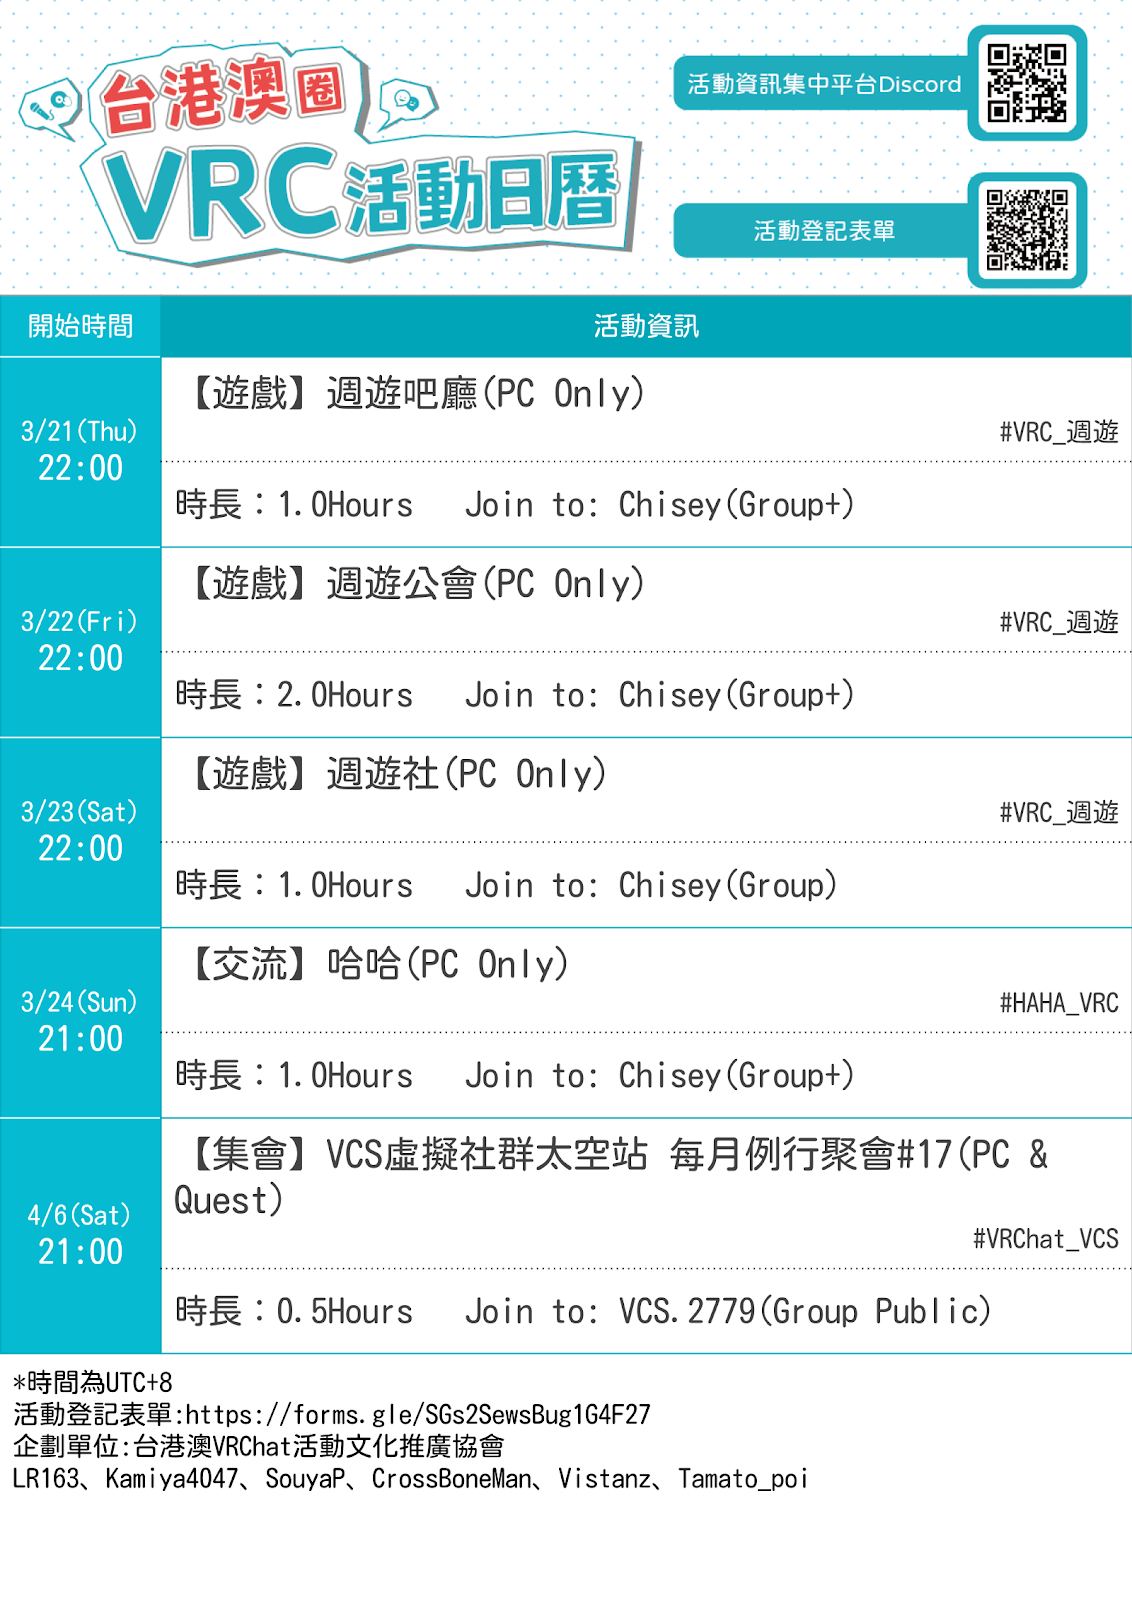 台港澳圈
VRC活動日曆
活動資訊集中平台Discord
活動登記表單
開始時間
活動資訊
3/21(Thu)
22:00
【遊戲】週遊吧廳(PC Only)
#VRC_週遊
時長：1.0Hours Join to: Chisey(Group+)
3/22(Fri)
22:00
【遊戲】週遊公會(PC Only)
#VRC_週遊
時長：2.0Hours Join to: Chisey(Group+)
3/23(Sat)
22:00
【遊戲】週遊社(PC Only)
#VRC_週遊
時長：1.0Hours Join to: Chisey(Group)
3/24(Sun)
21:00
【交流】哈哈(PC Only)
#HAHA_VRC
時長：1.0Hours Join to: Chisey(Group+)
4/6(Sat)
21:00
【集會】VCS虛擬社群太空站 每月例行聚會#17(PC &
Quest)
#VRChat_VCS
時長：0.5Hours Join to: VCS.2779(Group Public)
*時間為UTC+8
活動登記表單:https://forms.gle/SGs2SewsBug1G4F27
企劃單位:台港澳VRChat活動文化推廣協會
LR163、Kamiya4047、SouyaP、CrossBoneMan、Vistanz、Tamato_poi